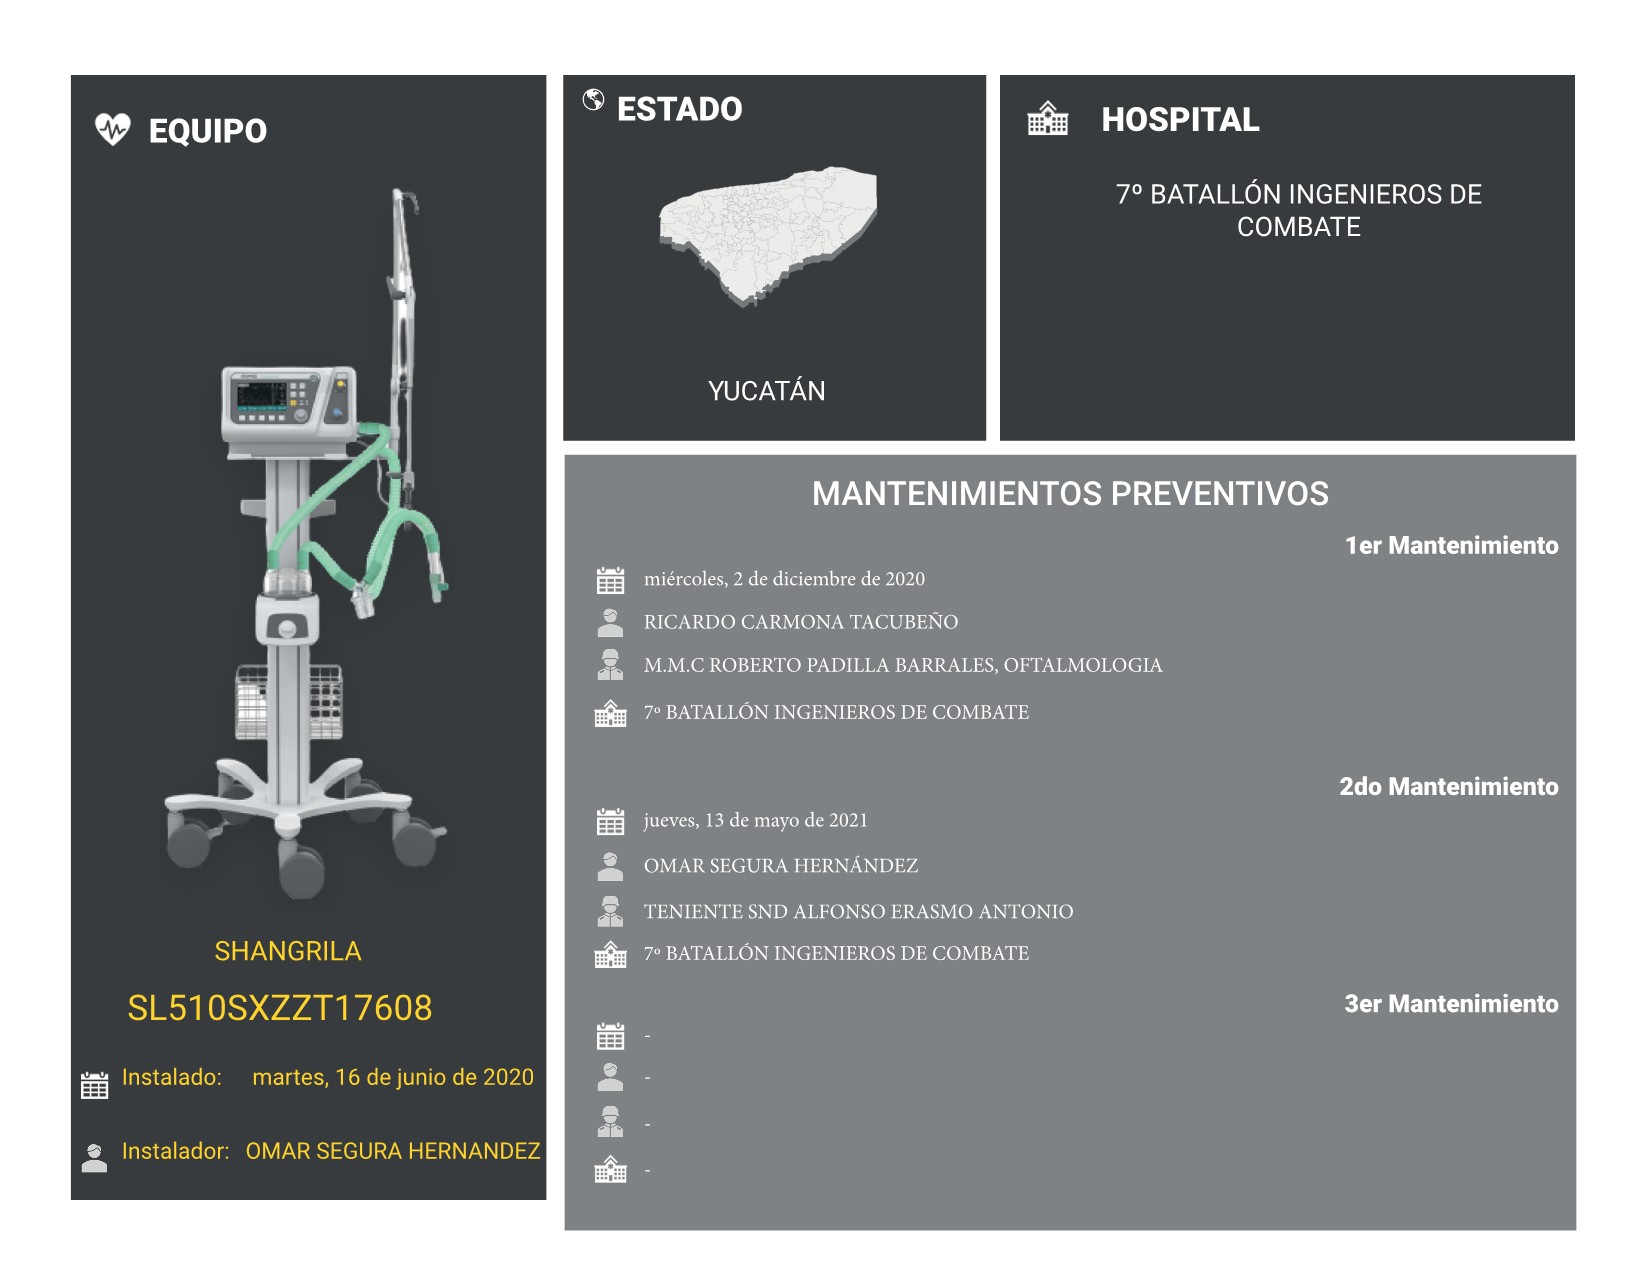 EQUIPO
SHANGRILA
SL510SXZZT17608
Instalado: martes, 16 de junio de 2020
Instalador: OMAR SEGURA HERNANDEZ
ESTADO
YUCATÁN
HOSPITAL
7º BATALLÓN INGENIEROS DE
COMBATE
MANTENIMIENTOS PREVENTIVOS
1er Mantenimiento
miércoles, 2 de diciembre de 2020
RICARDO CARMONA TACUBEÑO
M.M.C ROBERTO PADILLA BARRALES, OFTALMOLOGIA
7º BATALLÓN INGENIEROS DE COMBATE
2do Mantenimiento
jueves, 13 de mayo de 2021
OMAR SEGURA HERNÁNDEZ
TENIENTE SND ALFONSO ERASMO ANTONIO
7º BATALLÓN INGENIEROS DE COMBATE
3er Mantenimiento
-
-
-
-